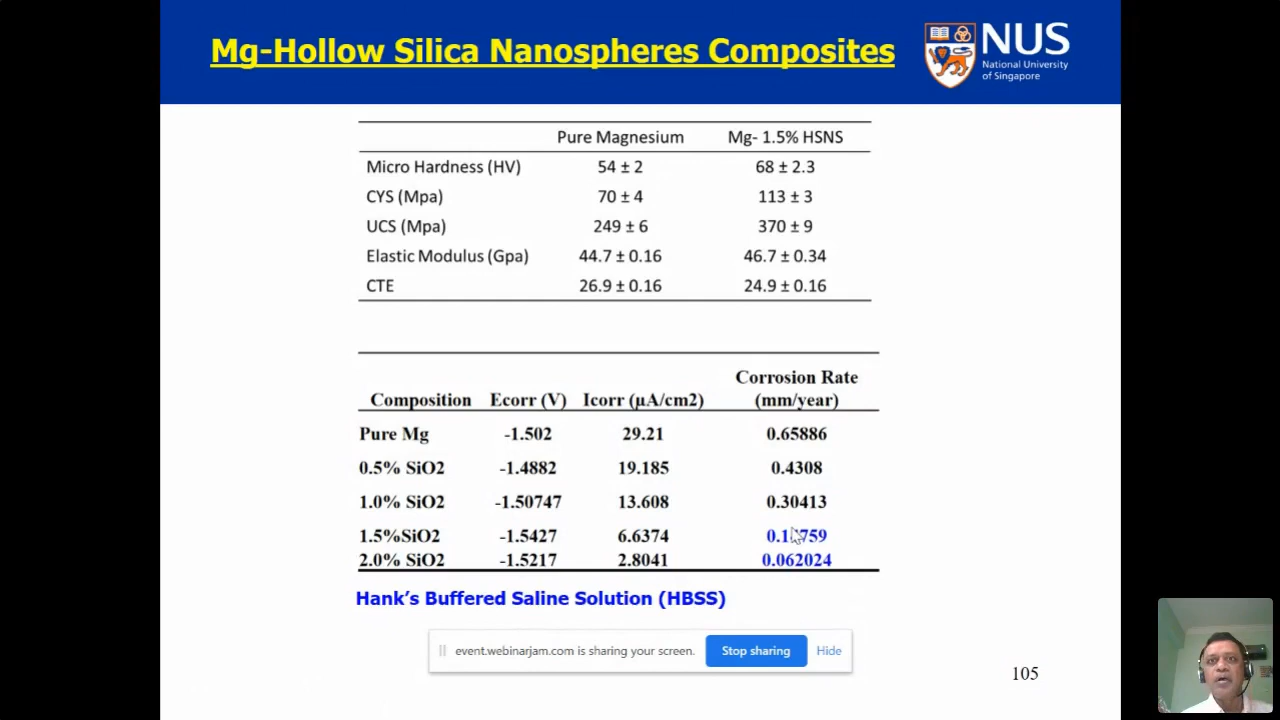 Mg-Hollow Silica Nanospheres Composites
NUS
National University
of Singapore
Pure Magnesium Mg- 1.5% HSNS
Micro Hardness (HV) 54 ± 2 68 ± 2.3
CYS (Mpa) 70 ± 4 113 ± 3
UCS (Mpa) 249 ± 6 370 ± 9
Elastic Modulus (Gpa) 44.7 ± 0.16 46.7 ± 0.34
CTE 26.9 ± 0.16 24.9 ± 0.16
Corrosion Rate
Composition Ecorr (V) Icorr (µA/cm2) (mm/year)
Pure Mg -1.502 29.21 0.65886
0.5% SiO2 -1.4882 19.185 0.4308
1.0% SiO2 -1.50747 13.608 0.30413
1.5%SiO2 -1.5427 6.6374
2.0% SiO2 -1.5217 2.8041 0.062024
Hank's Buffered Saline Solution (HBSS)
event.webinarjam.com is sharing your screen. Stop sharing Hide
105